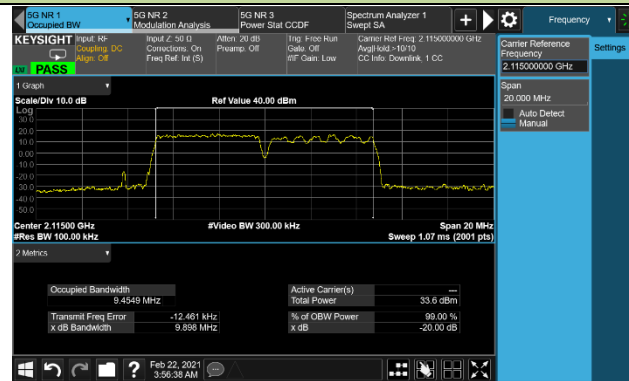 5G NR 1
Occupied BW
5G NR 2
Modulation Analysis
5G NR 3
Power Stat CCDF
Spectrum Analyzer 1
Swept SA
+
Frequency
KEYSIGHT
Input: RF
Coupling: DC
Align: Off
Input Z: 50 Ω
Corrections: On
Freq Ref: Int (S)
Atten: 20 dB
Preamp: Off
Trig: Free Run
Gate: Off
#IF Gain: Low
Carrier Ref Freq: 2.115000000 GHz
Avg|Hold:>10/10
CC Info: Downlink, 1 CC
PASS
Carrier Reference
Frequency
2.115000000 GHz
Settings
Span
20.000 MHz
Auto Detect
Manual
1 Graph
Scale/Div 10.0 dB
Ref Value 40.00 dBm
Log
30.0
20.0
10.0
0.00
-10.0
-20.0
-30.0
-40.0
-50.0
Center 2.11500 GHz
#Video BW 300.00 kHz
Span 20 MHz
#Res BW 100.00 kHz
Sweep 1.07 ms (2001 pts)
2 Metrics
Occupied Bandwidth
9.4549 MHz
Active Carrier(s)
---
Total Power
33.6 dBm
Transmit Freq Error
-12.461 kHz
% of OBW Power
99.00 %
x dB Bandwidth
9.898 MHz
x dB
-20.00 dB
?
Feb 22, 2021
3:56:38 AM